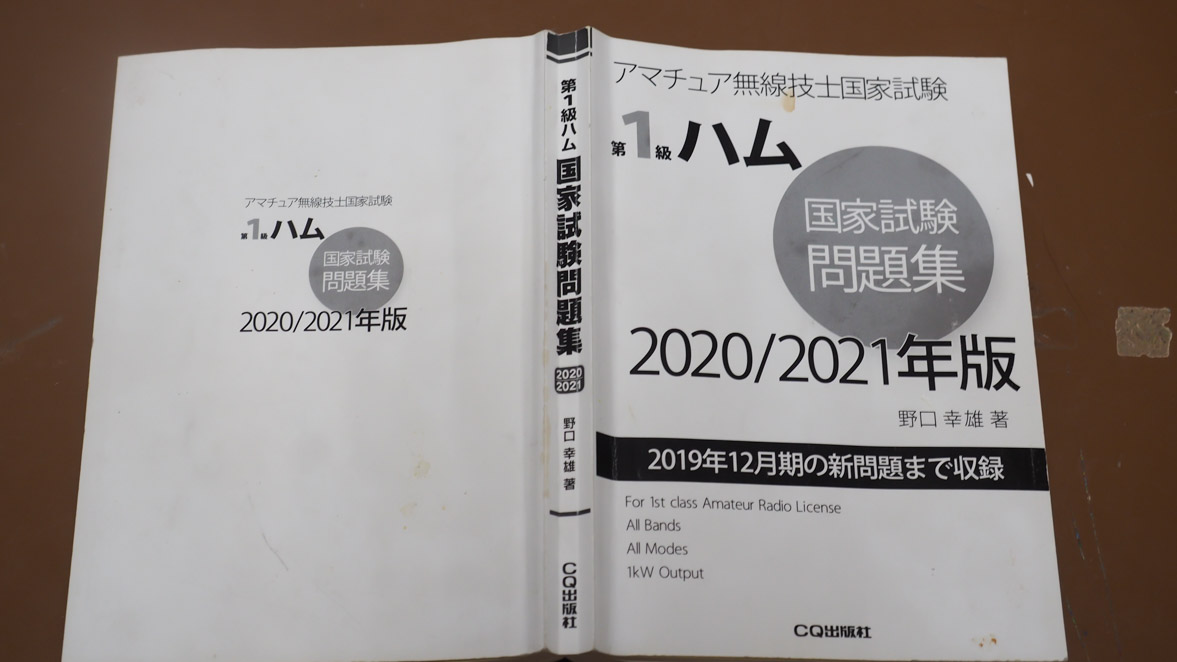 アマチュア無線技士国家試験
第1級ハム
国家試験
問題集
2020/2021年版
第1級ハム 国家試験問題集
2020
2021
野口 幸雄 著
CQ出版社
アマチュア無線技士国家試験
第1級ハム
国家試験
問題集
2020/2021年版
野口 幸雄 著
2019年12月期の新問題まで収録
For 1st class Amateur Radio License
All Bands
All Modes
1kW Output
CQ出版社